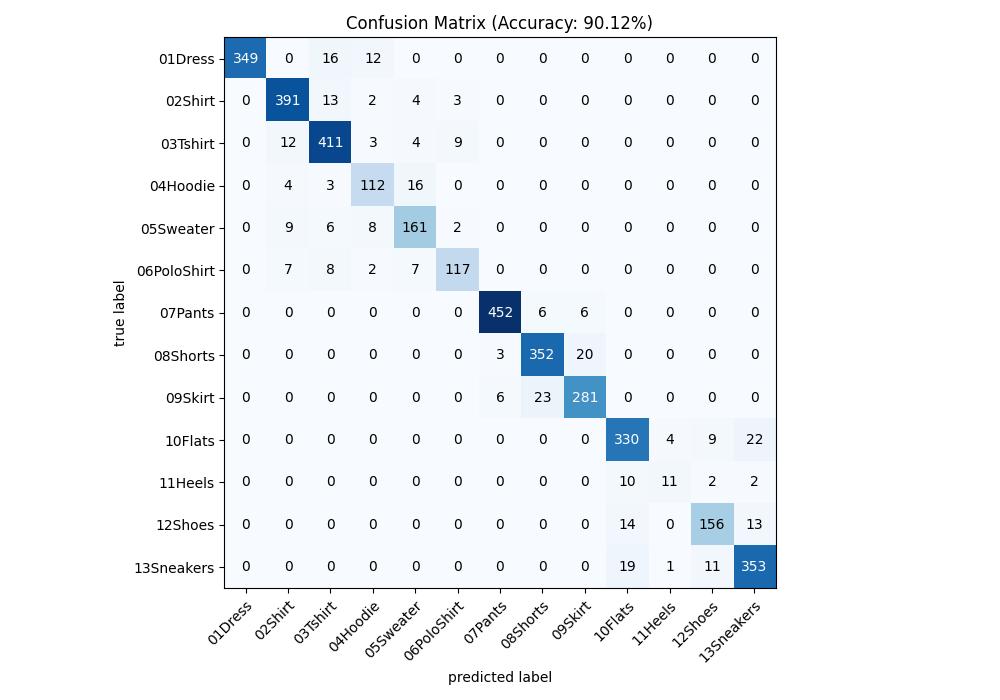 Confusion Matrix (Accuracy: 90.12%)
01Dress 349 0 16 12 0 0 0 0 0 0 0 0 0
02Shirt 0 391 13 2 4 3 0 0 0 0 0 0 0
03Tshirt 0 12 411 3 4 9 0 0 0 0 0 0 0
04Hoodie 0 4 3 112 16 0 0 0 0 0 0 0 0
05Sweater 0 9 6 8 161 2 0 0 0 0 0 0 0
06PoloShirt 0 7 8 2 7 117 0 0 0 0 0 0 0
07Pants 0 0 0 0 0 0 452 6 6 0 0 0 0
08Shorts 0 0 0 0 0 0 3 352 20 0 0 0 0
09Skirt 0 0 0 0 0 0 6 23 281 0 0 0 0
10Flats 0 0 0 0 0 0 0 0 0 330 4 9 22
11Heels 0 0 0 0 0 0 0 0 0 10 11 2 2
12Shoes 0 0 0 0 0 0 0 0 0 14 0 156 13
13Sneakers 0 0 0 0 0 0 0 0 0 19 1 11 353
true label
01Dress 02Shirt 03Tshirt 04Hoodie 05Sweater 06PoloShirt 07Pants 08Shorts 09Skirt 10Flats 11Heels 12Shoes 13Sneakers
predicted label